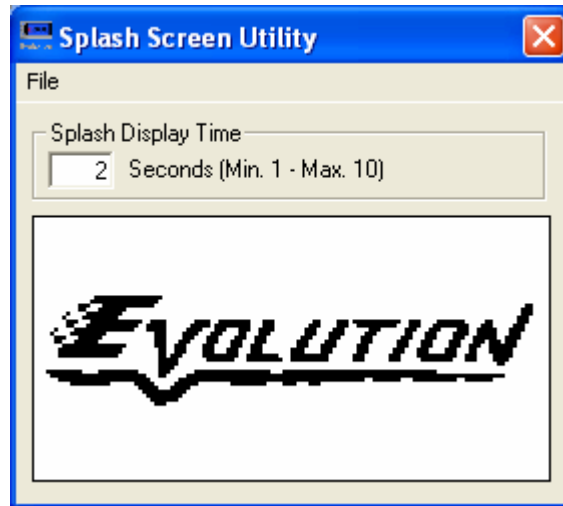 Splash Screen Utility
File
Splash Display Time
2 Seconds (Min. 1 - Max. 10)
EVOLUTION